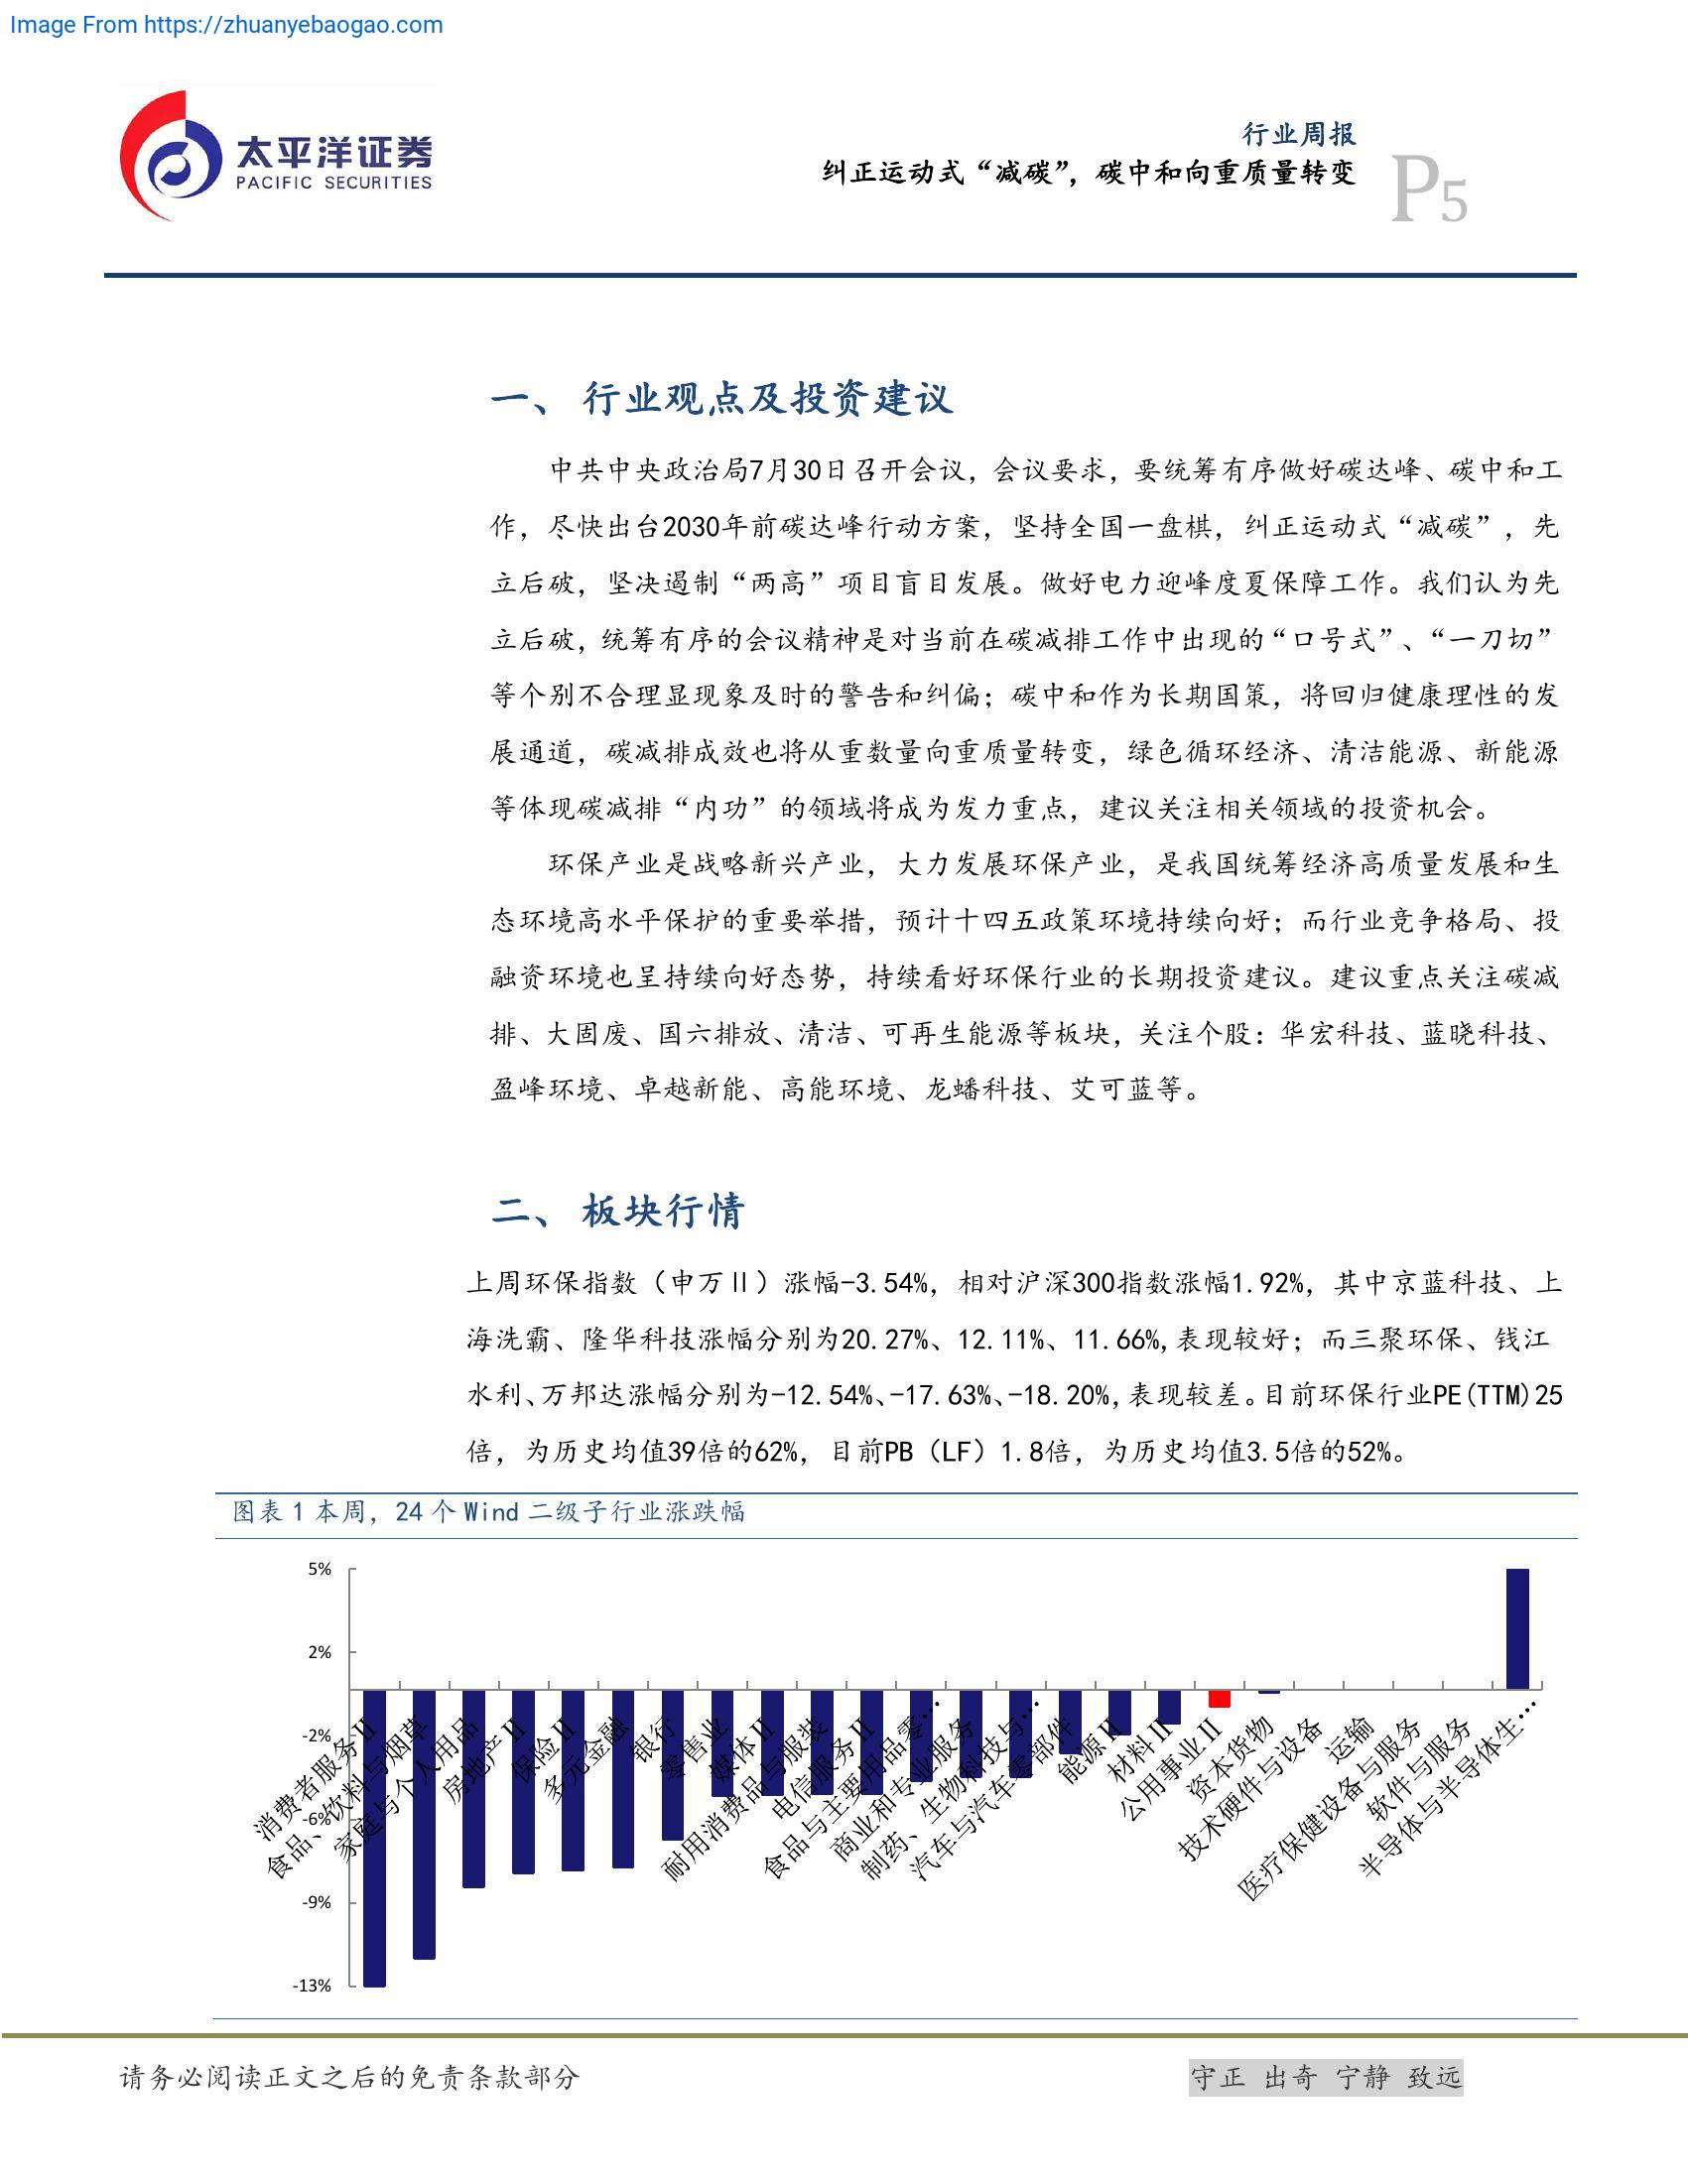 Image From https://zhuanyebaogao.com
太平洋证券
PACIFIC SECURITIES
行业周报
纠正运动式“减碳”，碳中和向重质量转变
P5
一、 行业观点及投资建议
中共中央政治局7月30日召开会议，会议要求，要统筹有序做好碳达峰、碳中和工
作，尽快出台2030年前碳达峰行动方案，坚持全国一盘棋，纠正运动式“减碳”，先
立后破，坚决遏制“两高”项目盲目发展。做好电力迎峰度夏保障工作。我们认为先
立后破，统筹有序的会议精神是对当前在碳减排工作中出现的“口号式”、“一刀切”
等个别不合理显现象及时的警告和纠偏；碳中和作为长期国策，将回归健康理性的发
展通道，碳减排成效也将从重数量向重质量转变，绿色循环经济、清洁能源、新能源
等体现碳减排“内功”的领域将成为发力重点，建议关注相关领域的投资机会。
环保产业是战略新兴产业，大力发展环保产业，是我国统筹经济高质量发展和生
态环境高水平保护的重要举措，预计十四五政策环境持续向好；而行业竞争格局、投
融资环境也呈持续向好态势，持续看好环保行业的长期投资建议。建议重点关注碳减
排、大固废、国六排放、清洁、可再生能源等板块，关注个股：华宏科技、蓝晓科技、
盈峰环境、卓越新能、高能环境、龙蟠科技、艾可蓝等。
二、 板块行情
上周环保指数（申万Ⅱ）涨幅-3.54%，相对沪深300指数涨幅1.92%，其中京蓝科技、上
海洗霸、隆华科技涨幅分别为20.27%、12.11%、11.66%,表现较好；而三聚环保、钱江
水利、万邦达涨幅分别为-12.54%、-17.63%、-18.20%,表现较差。目前环保行业PE(TTM)25
倍，为历史均值39倍的62%，目前PB（LF）1.8倍，为历史均值3.5倍的52%。
图表 1 本周，24 个 Wind 二级子行业涨跌幅
5%
2%
-2%
-6%
-9%
-13%
消费者服务Ⅱ
食品、饮料与烟草
家庭与个人用品
房地产Ⅱ
保险Ⅱ
多元金融
银行
零售业
媒体Ⅱ
耐用消费品与服装
电信服务Ⅱ
食品与主要用品零…
商业和专业服务
制药、生物科技与…
汽车与汽车零部件
能源Ⅱ
材料Ⅱ
公用事业Ⅱ
资本货物
技术硬件与设备
运输
医疗保健设备与服务
软件与服务
半导体与半导体生…
请务必阅读正文之后的免责条款部分
守正 出奇 宁静 致远